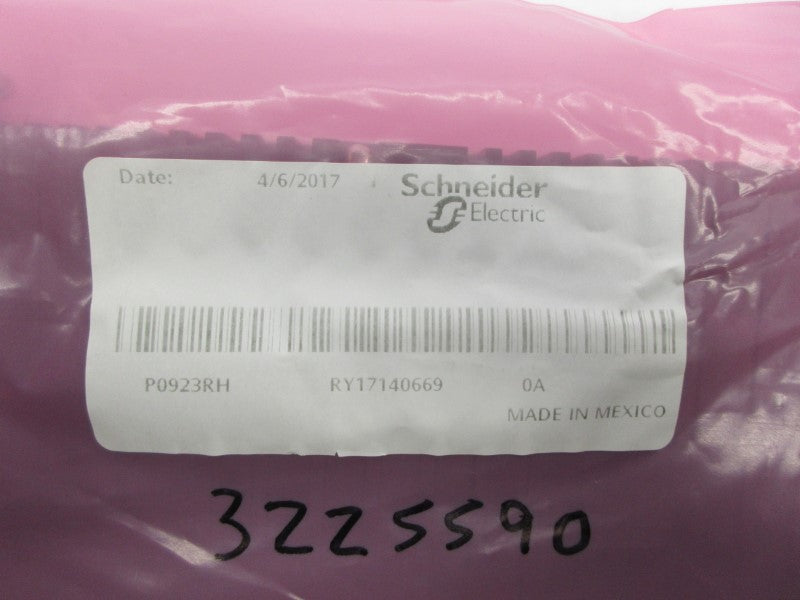 Date: 4/6/2017
Schneider
Electric
P0923RH RY17140669 0A
MADE IN MEXICO
3225590